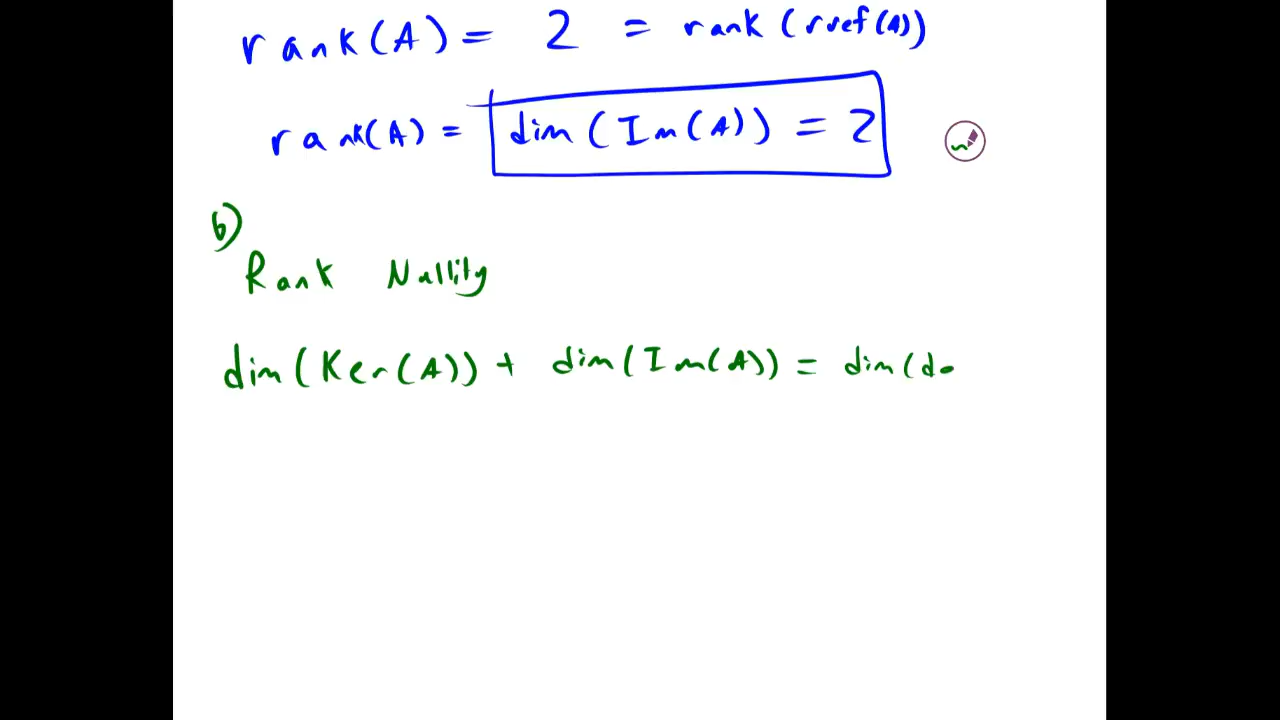 rank(A) = 2 = rank(rref(A))
rank(A) = dim(Im(A)) = 2
b)
Rank Nullity
dim(Ker(A)) + dim(Im(A)) = dim(do